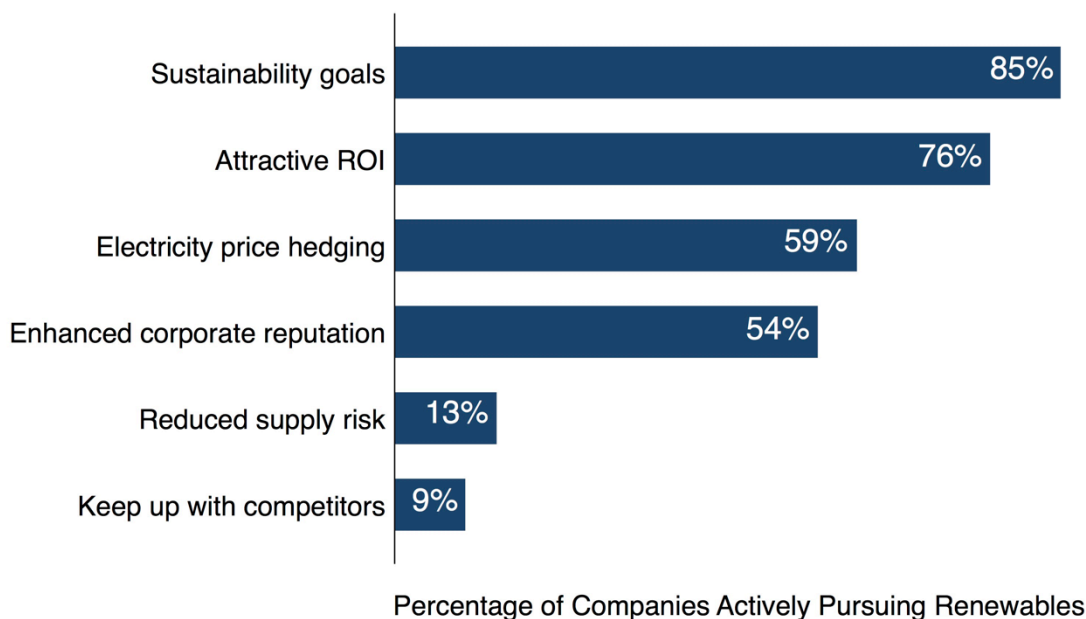 Sustainability goals 85%
Attractive ROI 76%
Electricity price hedging 59%
Enhanced corporate reputation 54%
Reduced supply risk 13%
Keep up with competitors 9%
Percentage of Companies Actively Pursuing Renewables